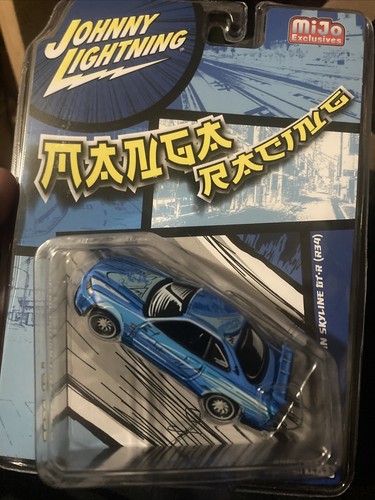 JOHNNY
LIGHTNING
MiJo
Exclusives
MANGA
RACING
N SKYLINE GT-R (R34)